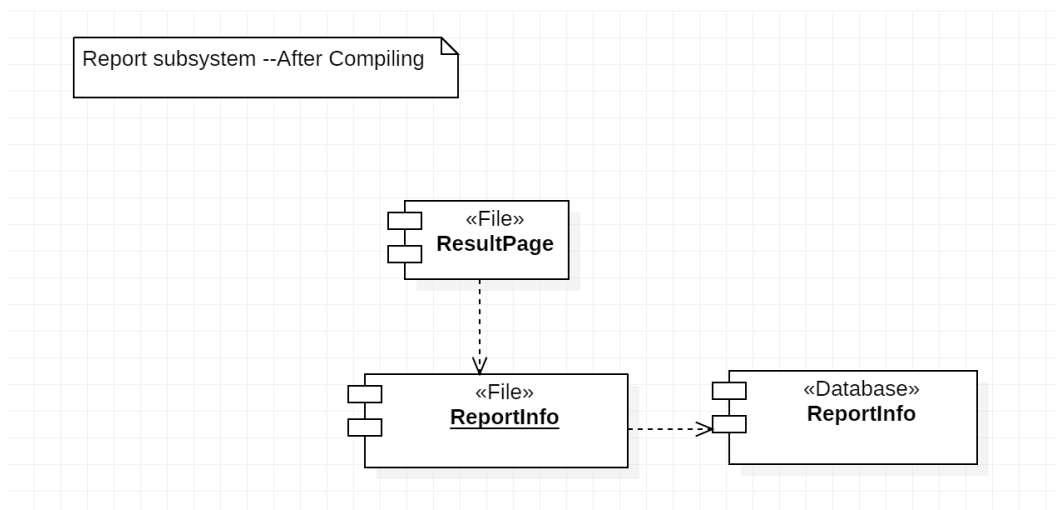 Report subsystem --After Compiling
«File»
ResultPage
«File»
ReportInfo
«Database»
ReportInfo